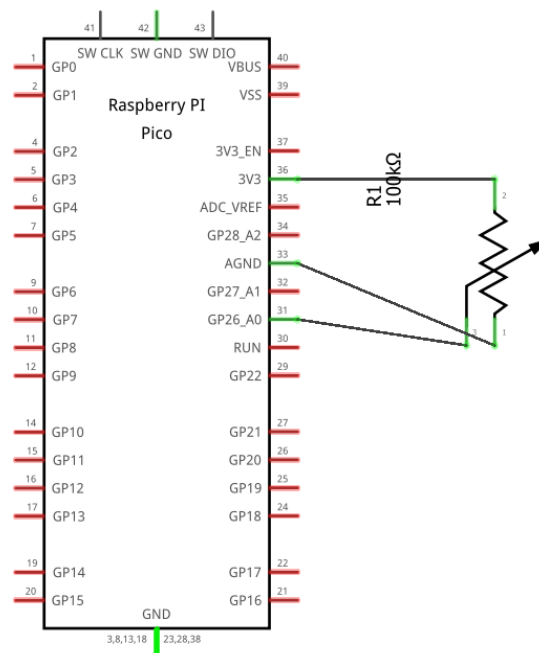 41 42 43
SW CLK SW GND SW DIO
1 GP0 VBUS 40
2 GP1 VSS 39
Raspberry PI
Pico
4 GP2 3V3_EN 37
5 GP3 3V3 36
6 GP4 ADC_VREF 35
7 GP5 GP28_A2 34
AGND 33
9 GP6 GP27_A1 32
10 GP7 GP26_A0 31
11 GP8 RUN 30
12 GP9 GP22 29
14 GP10 GP21 27
15 GP11 GP20 26
16 GP12 GP19 25
17 GP13 GP18 24
19 GP14 GP17 22
20 GP15 GP16 21
GND
3,8,13,18 23,28,38
R1
100kΩ
2
3 1